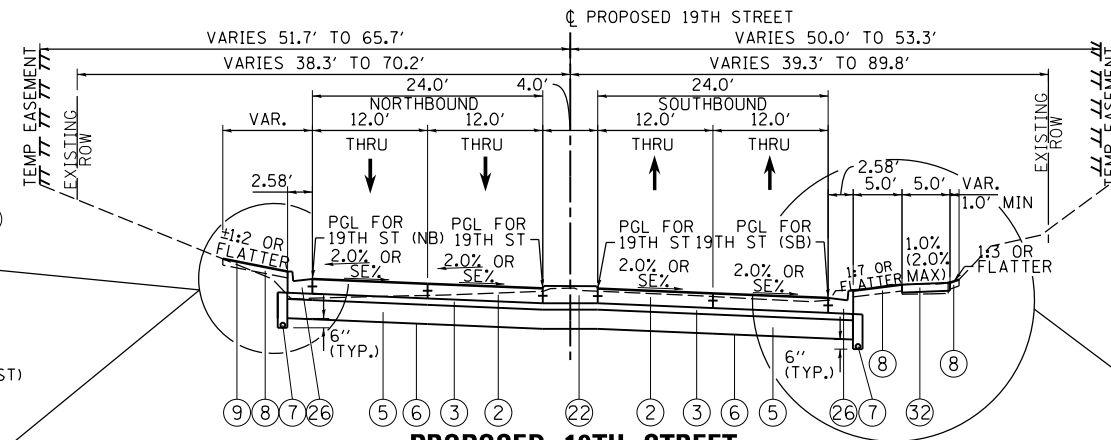 ℄ PROPOSED 19TH STREET
VARIES 51.7' TO 65.7'
VARIES 50.0' TO 53.3'
VARIES 38.3' TO 70.2'
VARIES 39.3' TO 89.8'
TEMP EASEMENT
EXISTING
ROW
24.0'
NORTHBOUND
4.0'
24.0'
SOUTHBOUND
EXISTING
ROW
TEMP EASEMENT
VAR.
12.0'
12.0'
12.0'
12.0'
THRU
THRU
THRU
THRU
2.58'
2.58'
5.0'
5.0'
VAR.
1.0' MIN
±1:2 OR
FLATTER
PGL FOR
19TH ST (NB)
PGL FOR
19TH ST
PGL FOR
19TH ST
PGL FOR
19TH ST (SB)
2.0% OR
SE%
2.0% OR
SE%
2.0% OR
SE%
2.0% OR
SE%
1:7 OR
FLATTER
1.0%
(2.0%
MAX)
1:3 OR
FLATTER
6"
(TYP.)
6"
(TYP.)
8
8
ST)
9 8 7 26 5 6 3 2 22 2 3 6 5 26 7 32
PROPOSED 19TH STREET